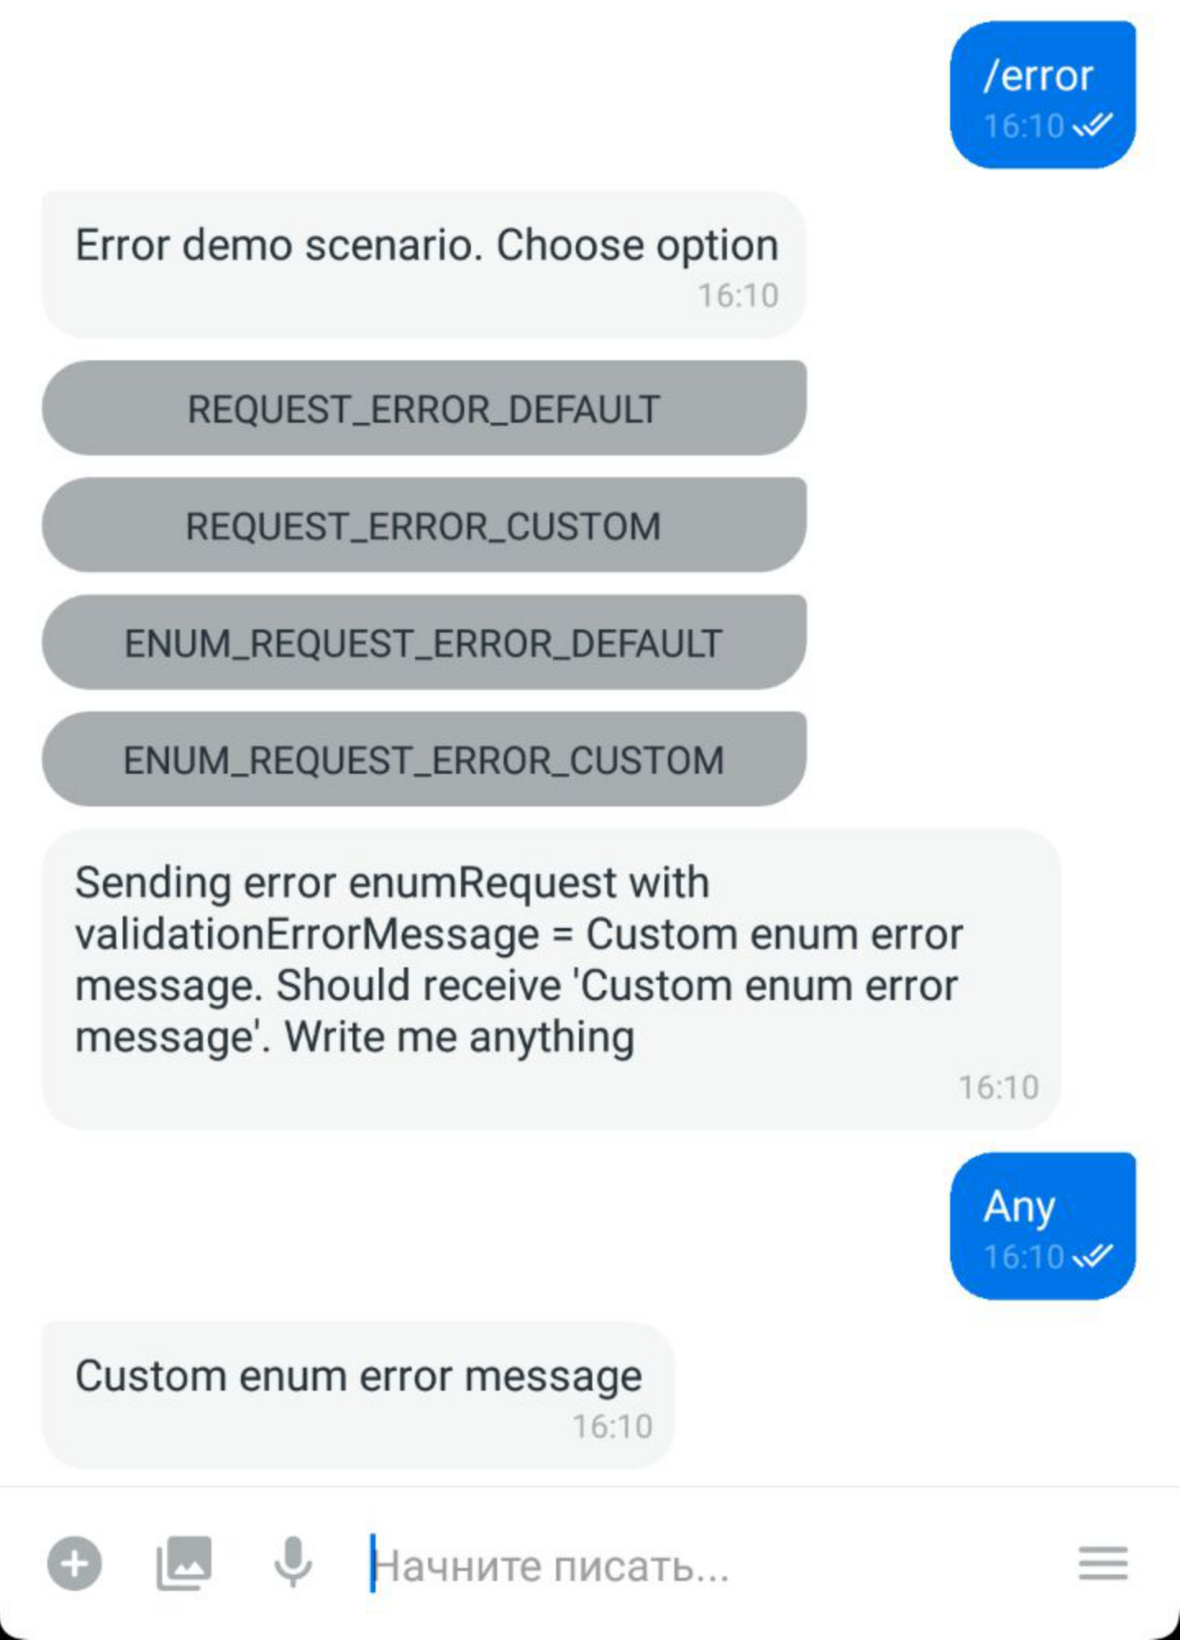 /error
16:10
Error demo scenario. Choose option
16:10
REQUEST_ERROR_DEFAULT
REQUEST_ERROR_CUSTOM
ENUM_REQUEST_ERROR_DEFAULT
ENUM_REQUEST_ERROR_CUSTOM
Sending error enumRequest with
validationErrorMessage = Custom enum error
message. Should receive 'Custom enum error
message'. Write me anything
16:10
Any
16:10
Custom enum error message
16:10
Начните писать...